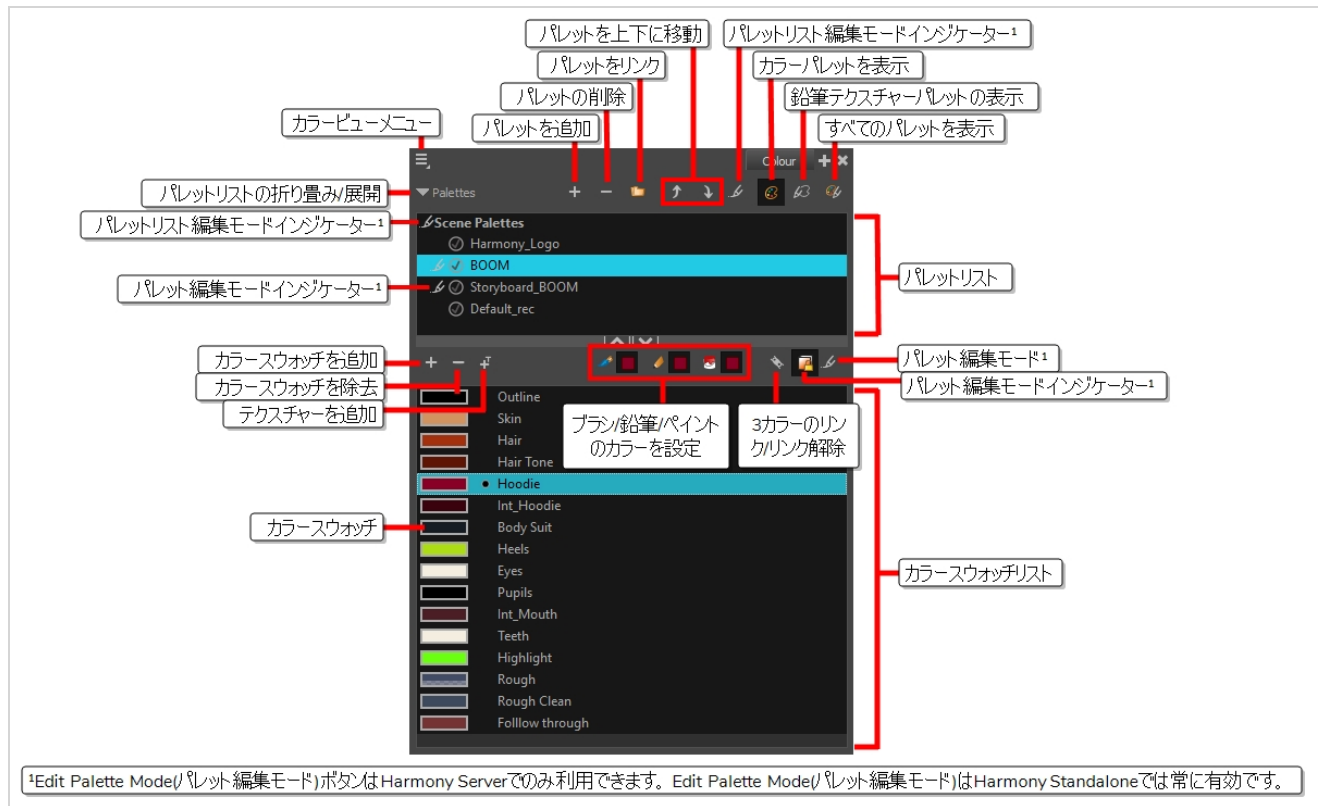 パレットを上下に移動
パレットリスト編集モードインジケーター¹
パレットをリンク
カラーパレットを表示
パレットの削除
鉛筆テクスチャーパレットの表示
カラービューメニュー
パレットを追加
すべてのパレットを表示
Colour
パレットリストの折り畳み/展開
Palettes
パレットリスト編集モードインジケーター¹
Scene Palettes
Harmony_Logo
BOOM
パレットリスト
パレット編集モードインジケーター¹
Storyboard_BOOM
Default_rec
カラースウォッチを追加
パレット編集モード¹
カラースウォッチを除去
パレット編集モードインジケーター¹
テクスチャーを追加
Outline
Skin
ブラシ/鉛筆/ペイント
のカラーを設定
3カラーのリン
ク/リンク解除
Hair
Hair Tone
Hoodie
Int_Hoodie
カラースウォッチ
Body Suit
Heels
Eyes
カラースウォッチリスト
Pupils
Int_Mouth
Teeth
Highlight
Rough
Rough Clean
Folllow through
¹Edit Palette Mode(パレット編集モード)ボタンはHarmony Serverでのみ利用できます。Edit Palette Mode(パレット編集モード)はHarmony Standaloneでは常に有効です。